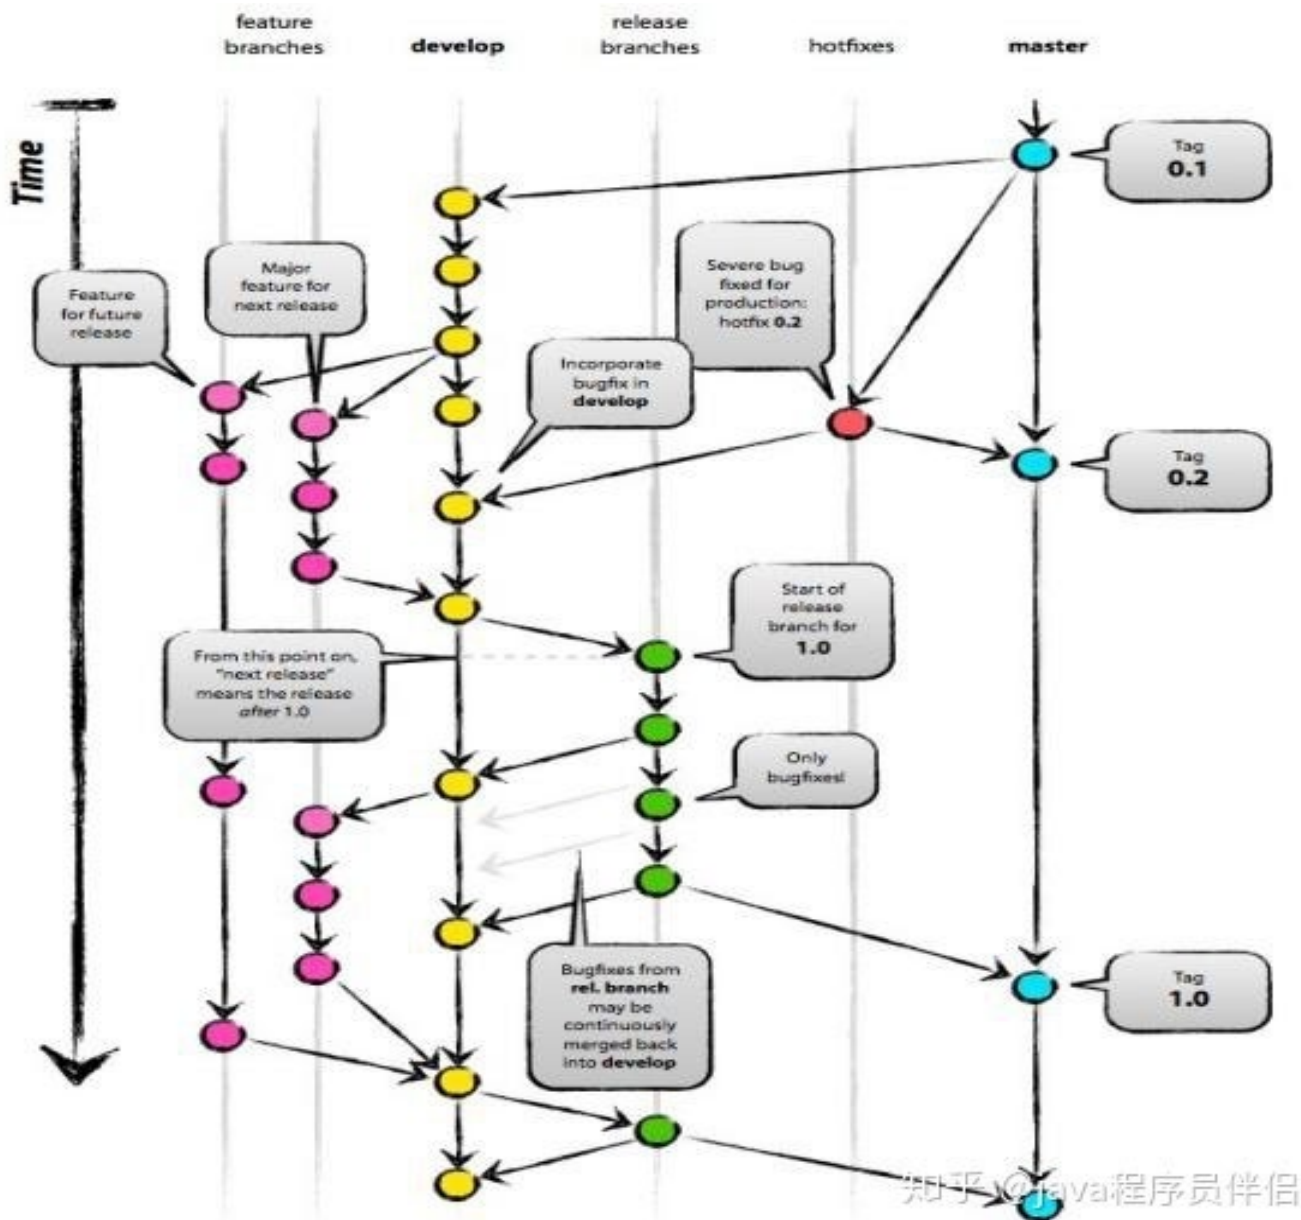 feature
branches
develop
release
branches
hotfixes
master
Time
Tag
0.1
Major
feature for
next release
Severe bug
fixed for
production:
hotfix 0.2
Feature
for future
release
Incorporate
bugfix in
develop
Tag
0.2
Start of
release
branch for
1.0
From this point on,
"next release"
means the release
after 1.0
Only
bugfixes!
Bugfixes from
rel. branch
may be
continuously
merged back
into develop
Tag
1.0
知乎 @java程序员伴侣